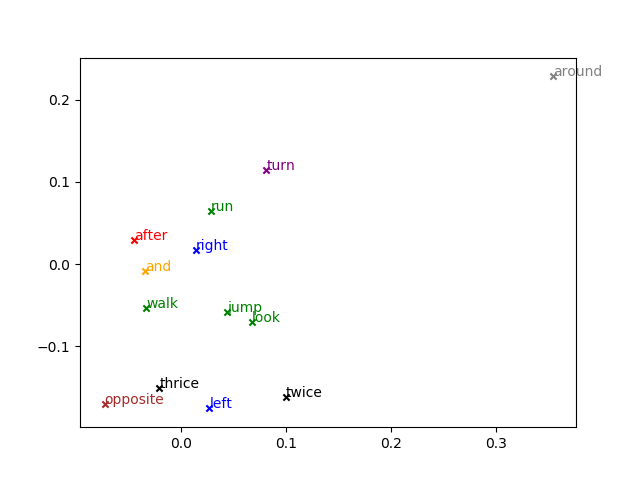 around
0.2
turn
0.1
run
after
right
0.0
and
walk
jump
look
−0.1
thrice
twice
opposite
left
0.0 0.1 0.2 0.3